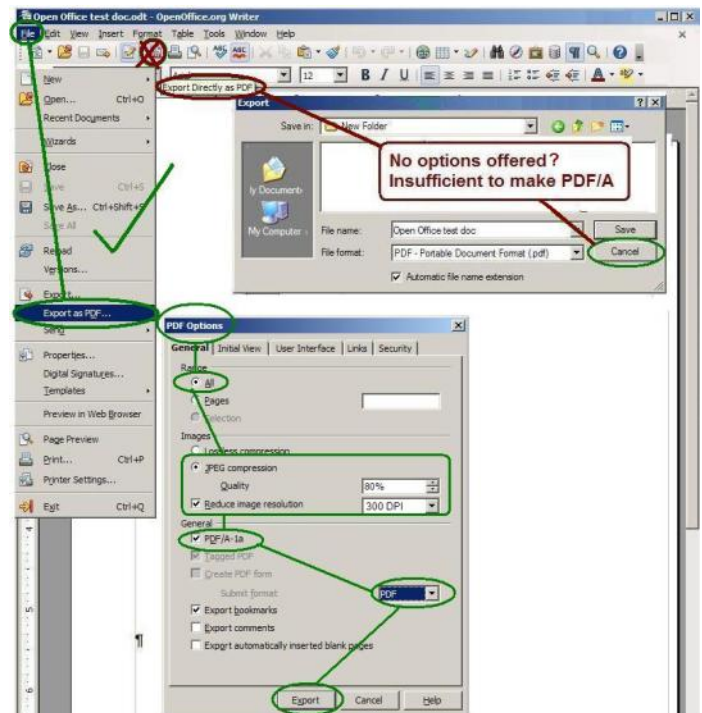 Open Office test doc.odt - OpenOffice.org Writer
File Edit View Insert Format Table Tools Window Help
12
B I U
Export Directly as PDF
New
Open... Ctrl+O
Recent Documents
Wizards
Close
Save Ctrl+S
Save As... Ctrl+Shift+S
Save All
Reload
Versions...
Export...
Export as PDF...
Send
Properties...
Digital Signatures...
Templates
Preview in Web Browser
Page Preview
Print... Ctrl+P
Printer Settings...
Exit Ctrl+Q
Export
Save in: New Folder
No options offered?
Insufficient to make PDF/A
My Computer
File name: Open Office test doc Save
File format: PDF - Portable Document Format (.pdf) Cancel
Automatic file name extension
PDF Options
General Initial View User Interface Links Security
Range
All
Pages
Selection
Images
Lossless compression
JPEG compression
Quality 80%
Reduce image resolution 300 DPI
General
PDF/A-1a
Tagged PDF
Create PDF form
Submit format: PDF
Export bookmarks
Export comments
Export automatically inserted blank pages
Export Cancel Help
¶